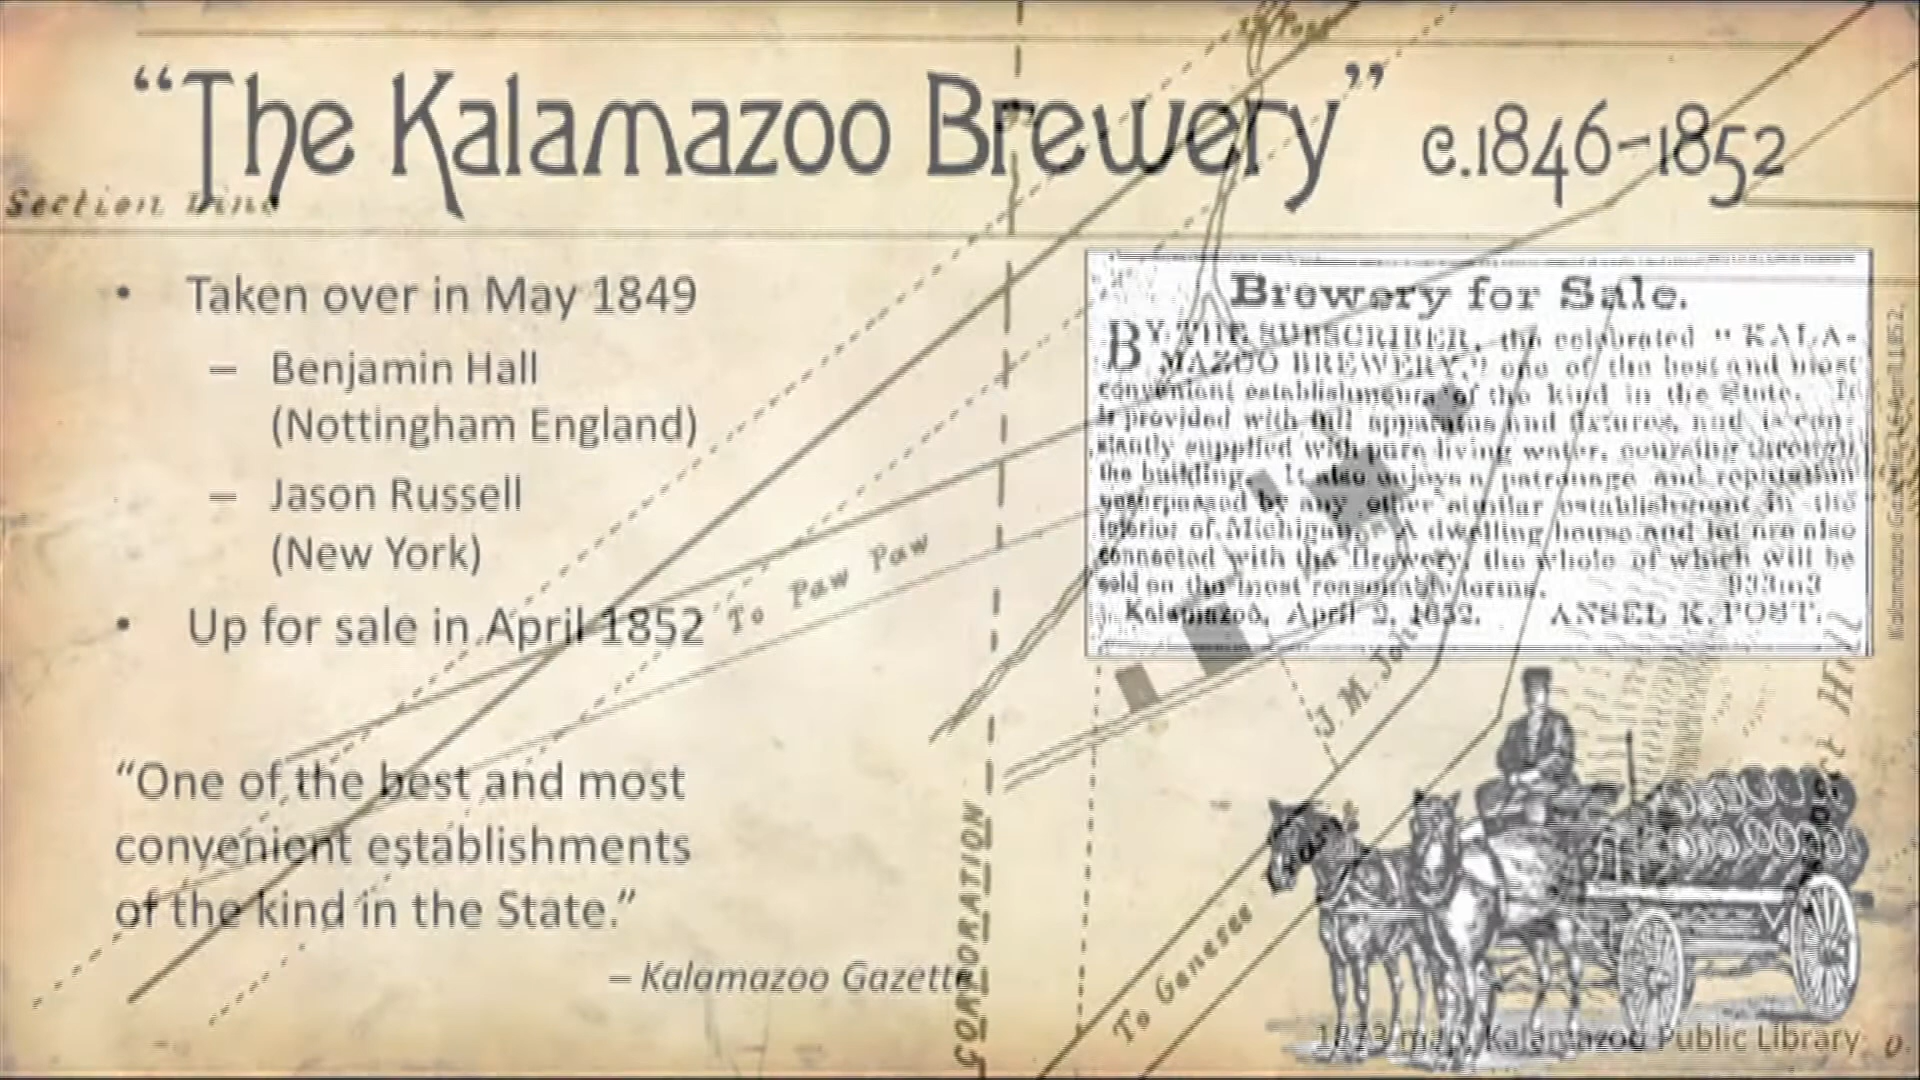 “The Kalamazoo Brewery” c.1846-1852
Section Line
• Taken over in May 1849
– Benjamin Hall
(Nottingham England)
– Jason Russell
(New York)
• Up for sale in April 1852
“One of the best and most
convenient establishments
of the kind in the State.”
– Kalamazoo Gazette
To Paw Paw
CORPORATION
Brewery for Sale.
BY THE SUBSCRIBER, the celebrated “KALA-
MAZOO BREWERY,” one of the best and most
convenient establishments of the kind in the State. It
is provided with full apparatus and fixtures, and is con-
stantly supplied with pure living water, coursing through
the building. It also enjoys a patronage and reputation
unsurpassed by any other similar establishment in the
interior of Michigan. A dwelling house and lot are also
connected with the Brewery, the whole of which will be
sold on the most reasonable terms. 933m3
Kalamazoo, April 2, 1852. ANSEL K. POST.
J. M. John
To Genesee
1873 map, Kalamazoo Public Library